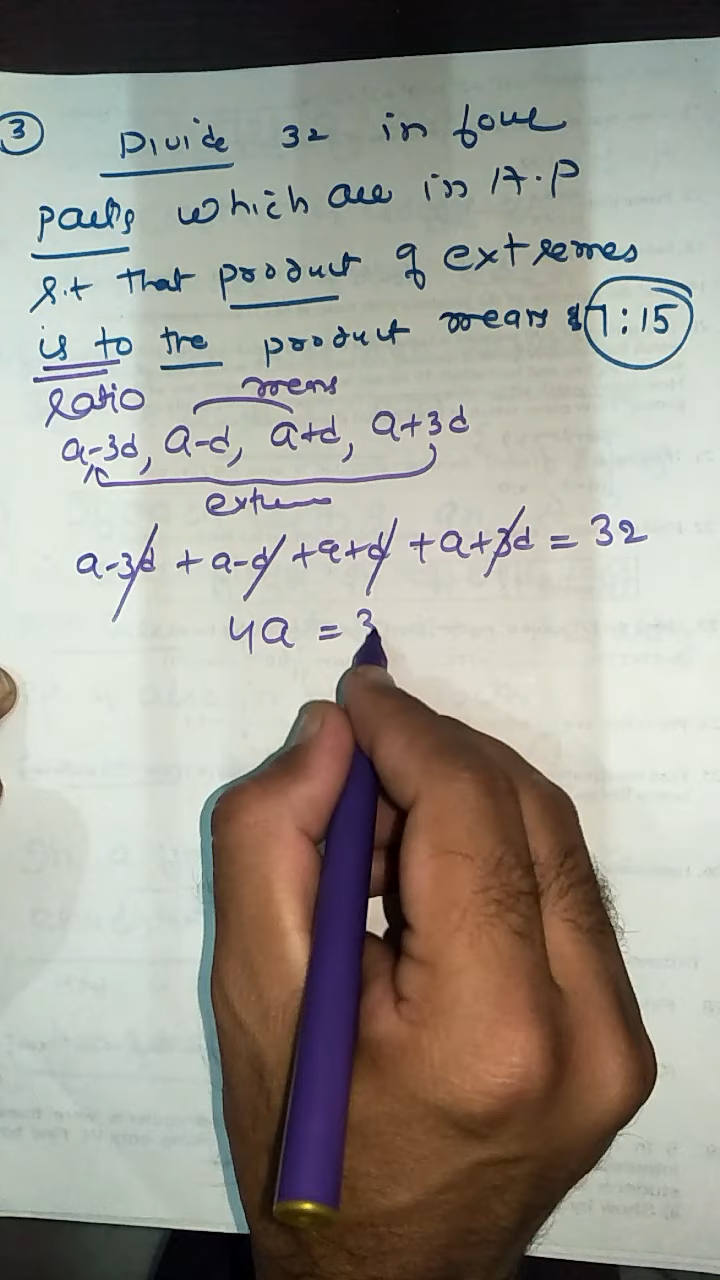 ③ Divide 32 in four
parts which are in A.P
s.t that product of extremes
is to the product means 7:15
ratio
means
a-3d, a-d, a+d, a+3d
extrem
a-3d + a-d + a+d + a+3d = 32
4a = 3